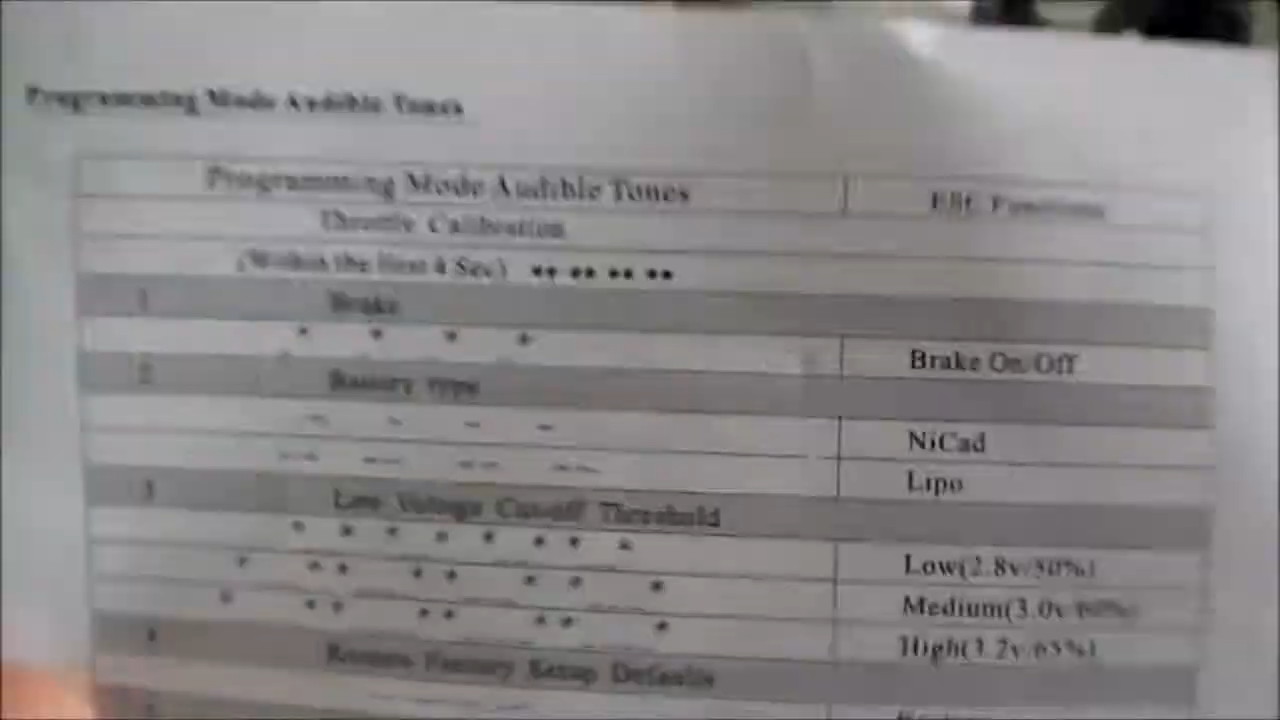 Programming Mode Audible Tones
Programming Mode Audible Tones
Throttle Calibration
(Within the first 4 Sec) •• •• •• ••
1 Brake
* * * *
Brake On/Off
2 Battery type
NiCad
Lipo
3 Low Voltage Cutoff Threshold
Low(2.8v/50%)
Medium(3.0v/60%)
High(3.2v/65%)
4 Restore Factory Setup Defaults